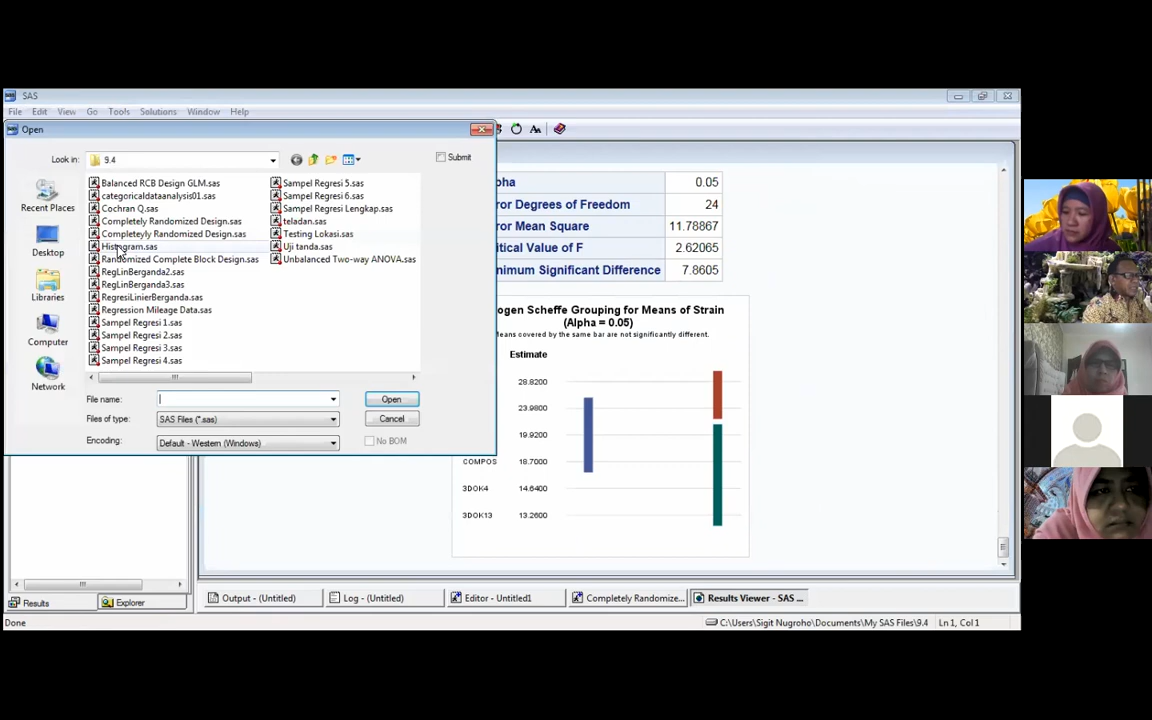 SAS
File Edit View Go Tools Solutions Window Help
Open
Look in: 9.4
Submit
Recent Places
Desktop
Libraries
Computer
Network
Balanced RCB Design GLM.sas
categoricaldataanalysis01.sas
Cochran Q.sas
Completely Randomized Design.sas
Completeyly Randomized Design.sas
Histogram.sas
Randomized Complete Block Design.sas
RegLinBerganda2.sas
RegLinBerganda3.sas
RegresiLinierBerganda.sas
Regression Mileage Data.sas
Sampel Regresi 1.sas
Sampel Regresi 2.sas
Sampel Regresi 3.sas
Sampel Regresi 4.sas
Sampel Regresi 5.sas
Sampel Regresi 6.sas
Sampel Regresi Lengkap.sas
teladan.sas
Testing Lokasi.sas
Uji tanda.sas
Unbalanced Two-way ANOVA.sas
File name:
Open
Files of type: SAS Files (*.sas)
Cancel
Encoding: Default - Western (Windows)
No BOM
pha 0.05
or Degrees of Freedom 24
or Mean Square 11.78867
itical Value of F 2.62065
nimum Significant Difference 7.8605
ogen Scheffe Grouping for Means of Strain
(Alpha = 0.05)
eans covered by the same bar are not significantly different.
Estimate
28.8200
23.9800
19.9200
COMPOS 18.7000
3DOK4 14.6400
3DOK13 13.2600
Results Explorer
Output - (Untitled) Log - (Untitled) Editor - Untitled1 Completely Randomize... Results Viewer - SAS ...
Done C:\Users\Sigit Nugroho\Documents\My SAS Files\9.4 Ln 1, Col 1